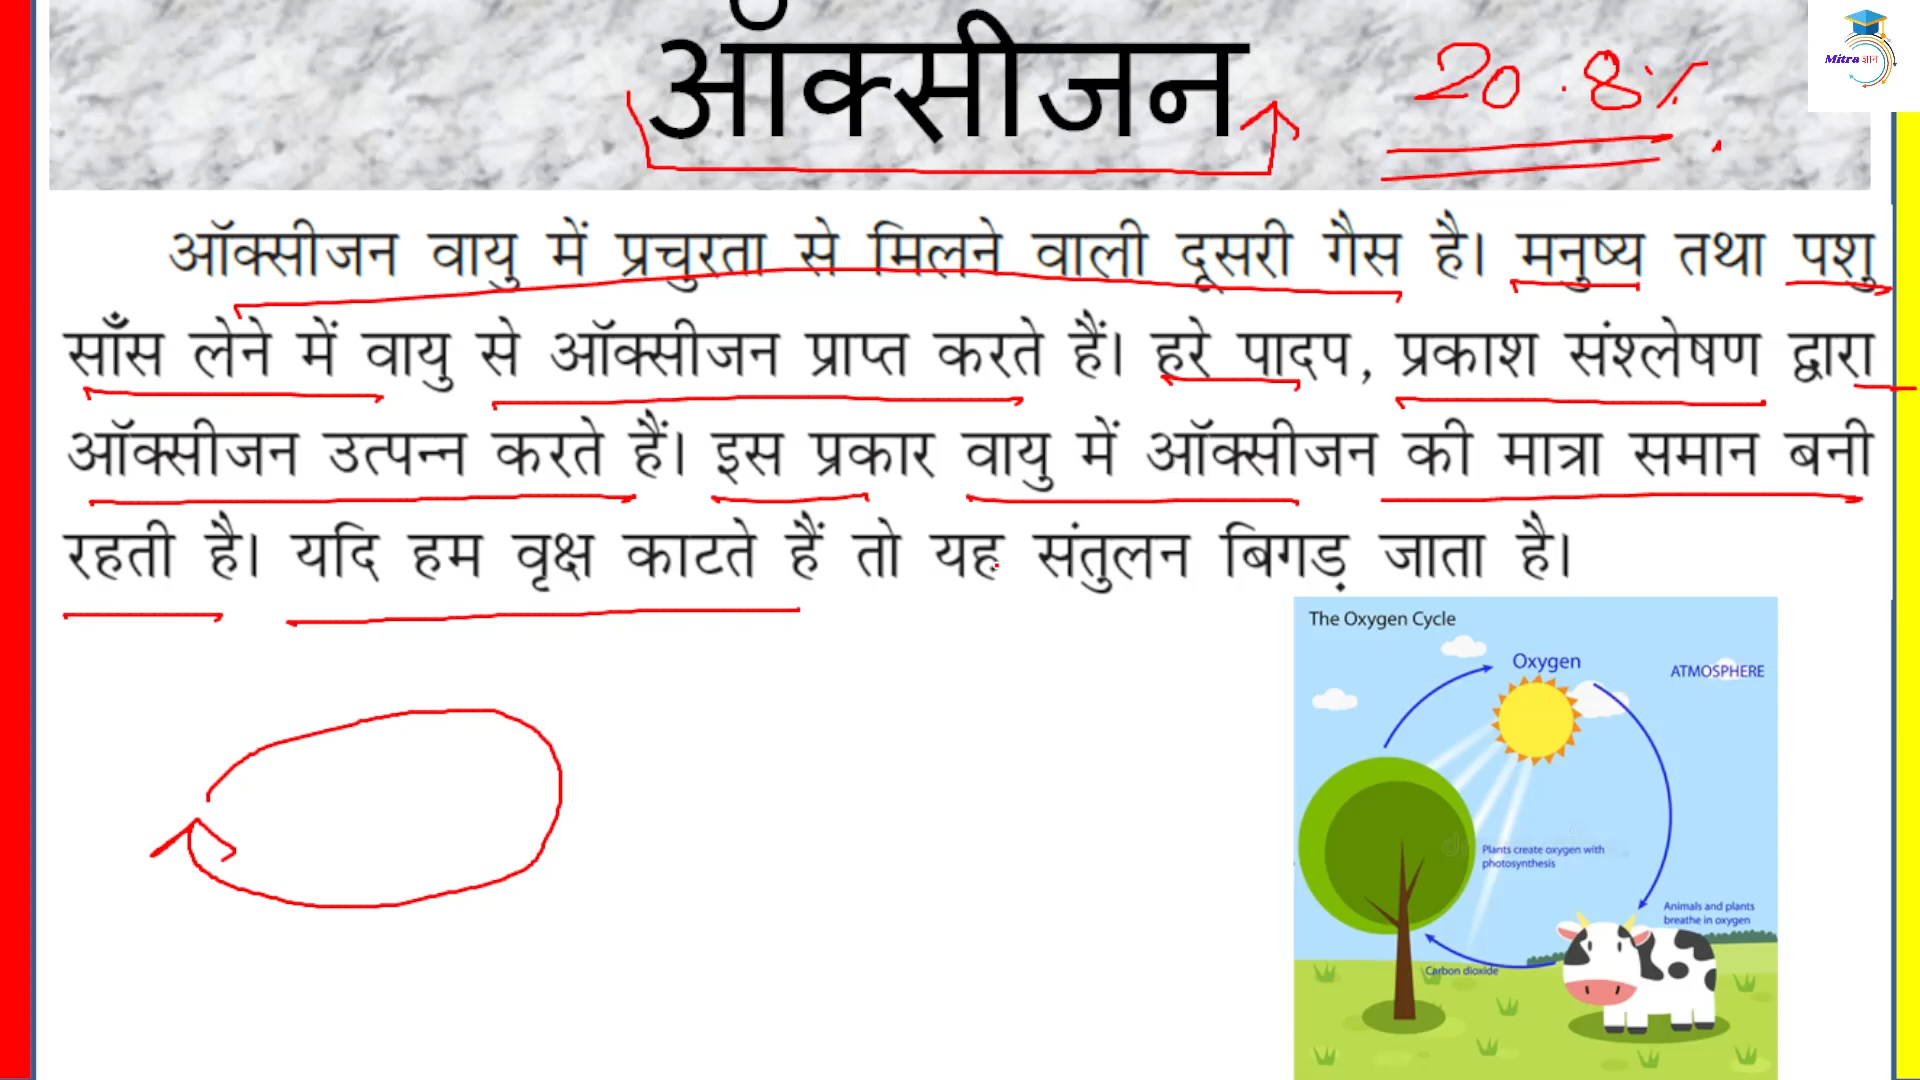 ऑक्सीजन
20.8%
Mitra ज्ञान
ऑक्सीजन वायु में प्रचुरता से मिलने वाली दूसरी गैस है। मनुष्य तथा पशु
साँस लेने में वायु से ऑक्सीजन प्राप्त करते हैं। हरे पादप, प्रकाश संश्लेषण द्वारा
ऑक्सीजन उत्पन्न करते हैं। इस प्रकार वायु में ऑक्सीजन की मात्रा समान बनी
रहती है। यदि हम वृक्ष काटते हैं तो यह संतुलन बिगड़ जाता है।
The Oxygen Cycle
Oxygen
ATMOSPHERE
Plants create oxygen with
photosynthesis
Animals and plants
breathe in oxygen
Carbon dioxide